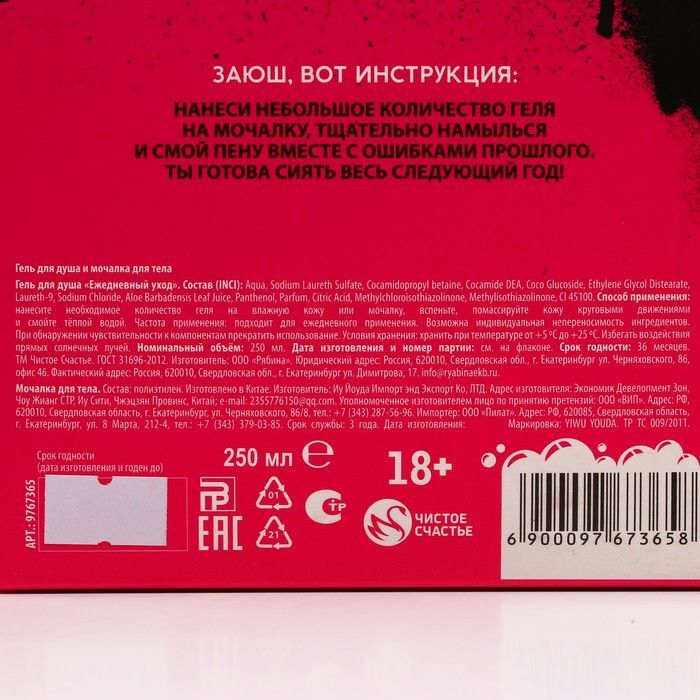 ЗАЮШ, ВОТ ИНСТРУКЦИЯ:
НАНЕСИ НЕБОЛЬШОЕ КОЛИЧЕСТВО ГЕЛЯ
НА МОЧАЛКУ, ТЩАТЕЛЬНО НАМЫЛЬСЯ
И СМОЙ ПЕНУ ВМЕСТЕ С ОШИБКАМИ ПРОШЛОГО.
ТЫ ГОТОВА СИЯТЬ ВЕСЬ СЛЕДУЮЩИЙ ГОД!
Гель для душа и мочалка для тела
Гель для душа «Ежедневный уход». Состав (INCI): Aqua, Sodium Laureth Sulfate, Cocamidopropyl betaine, Cocamide DEA, Coco Glucoside, Ethylene Glycol Distearate,
Laureth-9, Sodium Chloride, Aloe Barbadensis Leaf Juice, Panthenol, Parfum, Citric Acid, Methylchloroisothiazolinone, Methylisothiazolinone, CI 45100. Способ применения:
нанесите необходимое количество геля на влажную кожу или мочалку, вспеньте, помассируйте кожу круговыми движениями
и смойте тёплой водой. Частота применения: подходит для ежедневного применения. Возможна индивидуальная непереносимость ингредиентов.
При обнаружении чувствительности к компонентам прекратить использование. Условия хранения: хранить при температуре от +5 °С до +25 °С. Избегать воздействия
прямых солнечных лучей. Номинальный объём: 250 мл. Дата изготовления и номер партии: см. на флаконе. Срок годности: 36 месяцев.
ТМ Чистое Счастье. ГОСТ 31696-2012. Изготовитель: ООО «Рябина». Юридический адрес: Россия, 620010, Свердловская обл., г. Екатеринбург ул. Черняховского, 86,
офис 46. Фактический адрес: Россия, 620010, Свердловская обл., г. Екатеринбург ул. Димитрова, 17. info@ryabinaekb.ru
Мочалка для тела. Состав: полиэтилен. Изготовлено в Китае. Изготовитель: Иу Йоуда Имп энд Экспорт Ко, ЛТД. Адрес изготовителя: Экономик Девелопмент Зон,
Чоу Жианг СТР, Иу Сити, Чжэцзян Провинс, Китай; e-mail: 2355776150@qq.com. Уполномоченное изготовителем лицо по принятию претензий: ООО «ВИП». Адрес: РФ,
620010, Свердловская область, г. Екатеринбург, ул. Черняховского, 86/8, тел.: +7 (343) 287-56-96. Импортёр: ООО «Пилат». Адрес: РФ, 620085, Свердловская область,
г. Екатеринбург, ул. 8 Марта, 212-4, тел.: +7 (343) 379-03-85. Срок службы: 3 года. Дата изготовления: Маркировка: YIWU YOUDA. ТР ТС 009/2011.
Срок годности
(дата изготовления и годен до)
АРТ.: 9767365
250 мл ℮
18+
РВ
EAC
01
21
СТР
ЧИСТОЕ
СЧАСТЬЕ
6 900097 673658